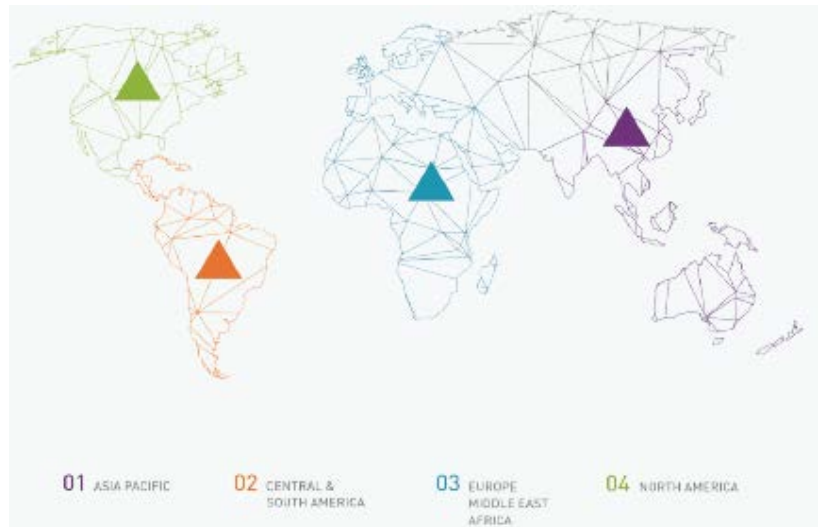 01 ASIA PACIFIC
02 CENTRAL &
SOUTH AMERICA
03 EUROPE
MIDDLE EAST
AFRICA
04 NORTH AMERICA